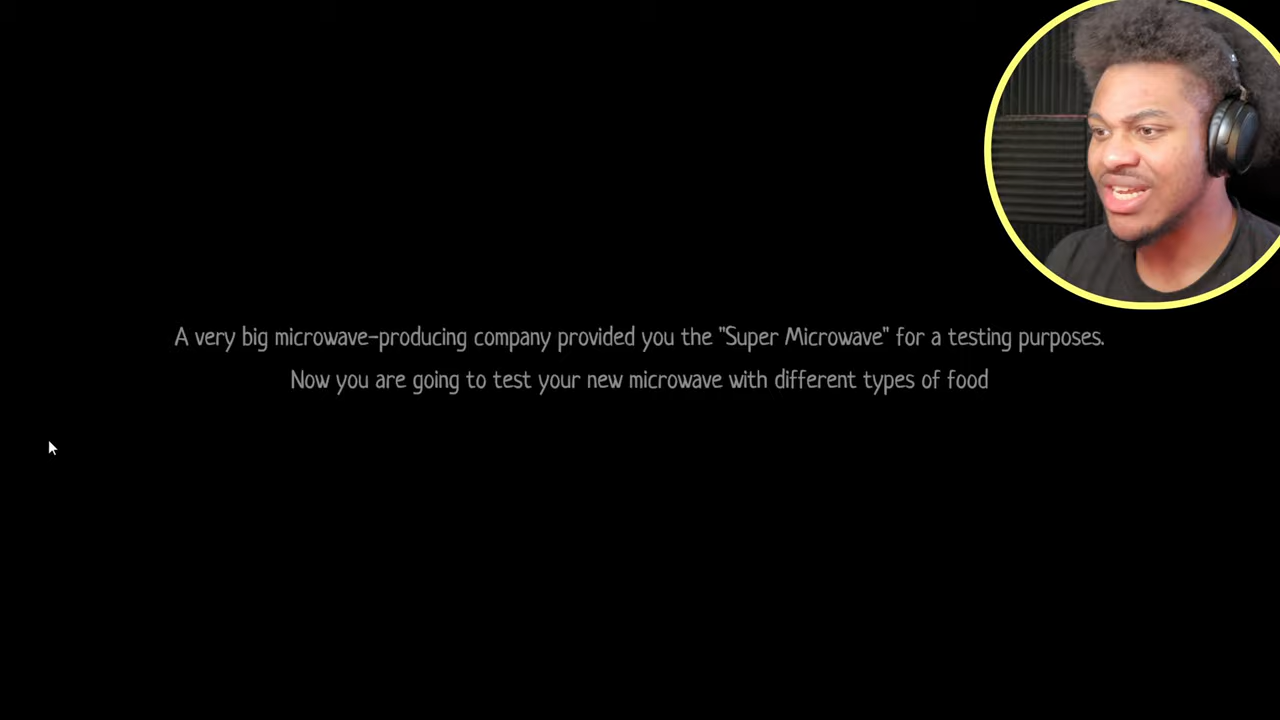 A very big microwave-producing company provided you the "Super Microwave" for a testing purposes.
Now you are going to test your new microwave with different types of food